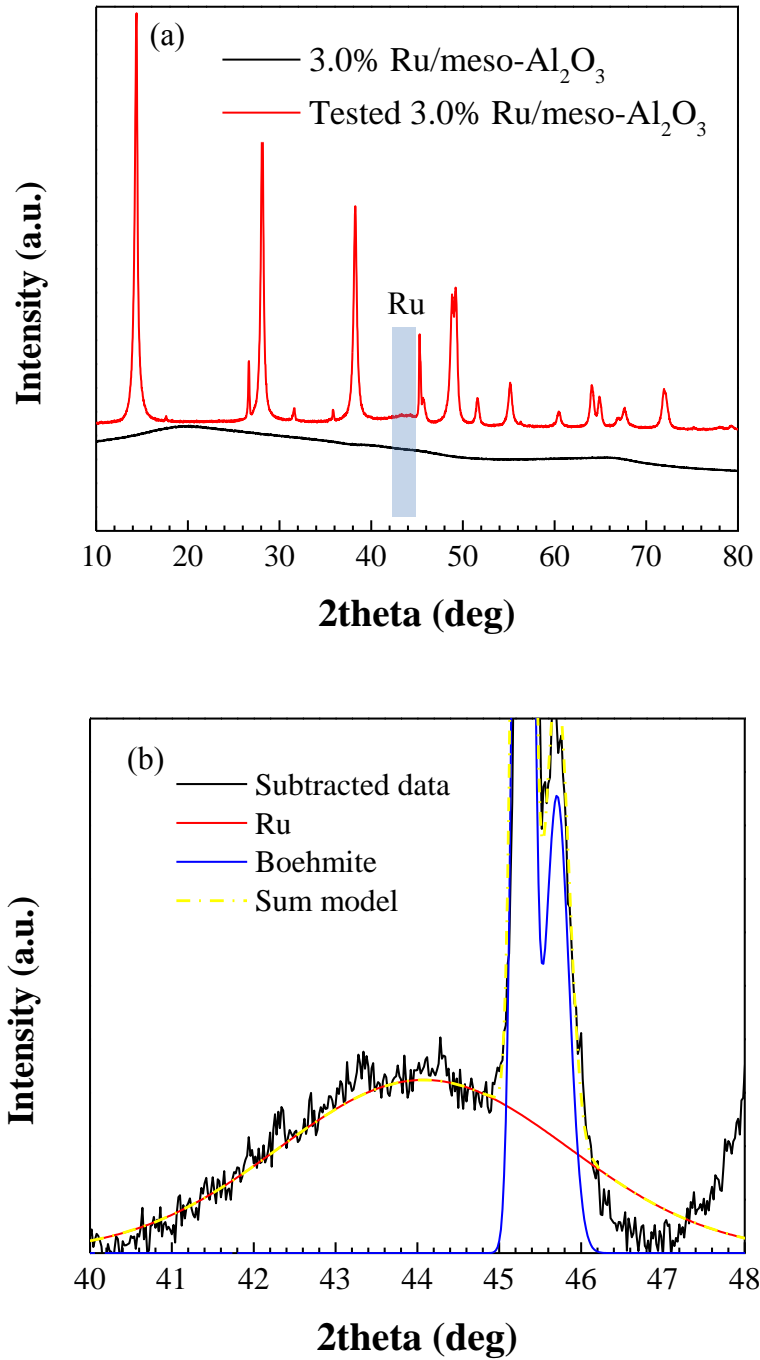 (a)
3.0% Ru/meso-Al₂O₃
Tested 3.0% Ru/meso-Al₂O₃
Ru
Intensity (a.u.)
10 20 30 40 50 60 70 80
2theta (deg)
(b)
Subtracted data
Ru
Boehmite
Sum model
Intensity (a.u.)
40 41 42 43 44 45 46 47 48
2theta (deg)